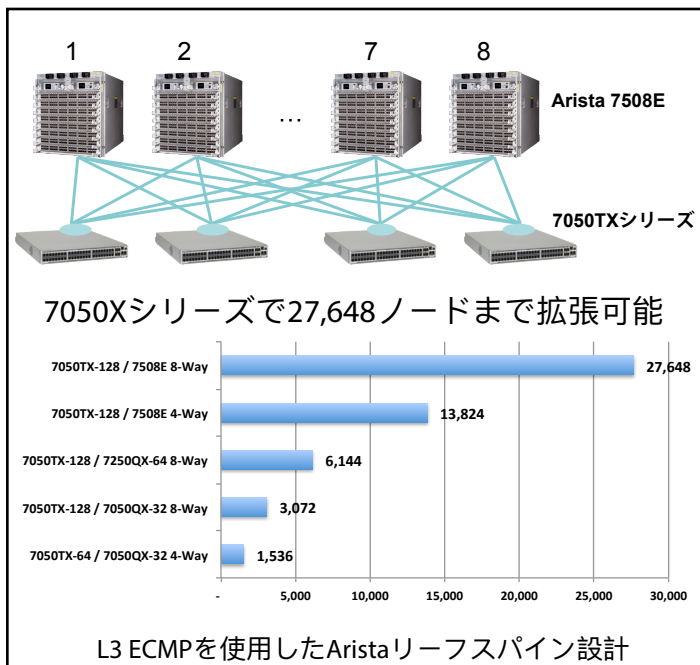 1 2 7 8
Arista 7508E
…
7050TXシリーズ
7050Xシリーズで27,648ノードまで拡張可能
7050TX-128 / 7508E 8-Way 27,648
7050TX-128 / 7508E 4-Way 13,824
7050TX-128 / 7250QX-64 8-Way 6,144
7050TX-128 / 7050QX-32 8-Way 3,072
7050TX-64 / 7050QX-32 4-Way 1,536
- 5,000 10,000 15,000 20,000 25,000 30,000
L3 ECMPを使用したAristaリーフスパイン設計